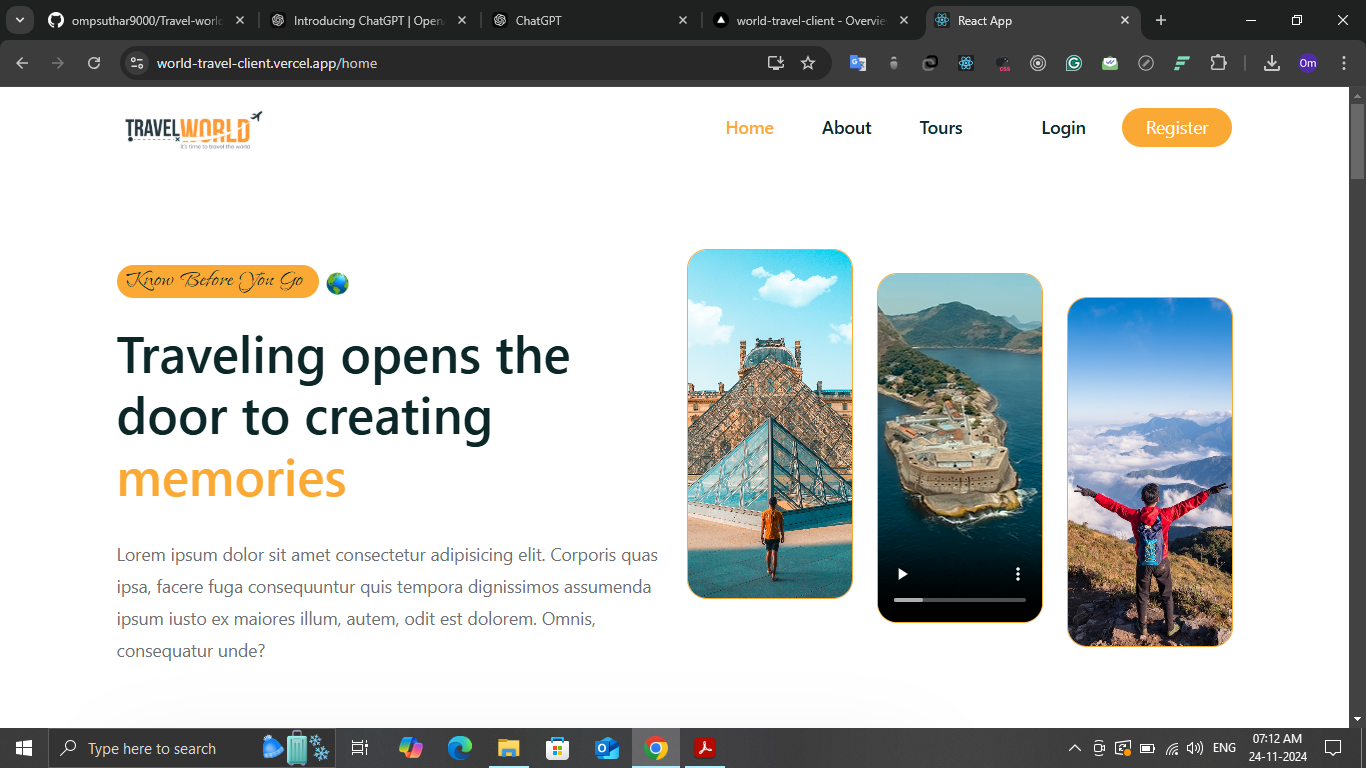 ompsuthar9000/Travel-world
Introducing ChatGPT | Open
ChatGPT
world-travel-client - Overvie
React App
world-travel-client.vercel.app/home
css
Om
TRAVELWORLD
it's time to travel the world
Home
About
Tours
Login
Register
Know Before You Go
Traveling opens the
door to creating
memories
Lorem ipsum dolor sit amet consectetur adipisicing elit. Corporis quas
ipsa, facere fuga consequuntur quis tempora dignissimos assumenda
ipsum iusto ex maiores illum, autem, odit est dolorem. Omnis,
consequatur unde?
Type here to search
ENG
07:12 AM
24-11-2024